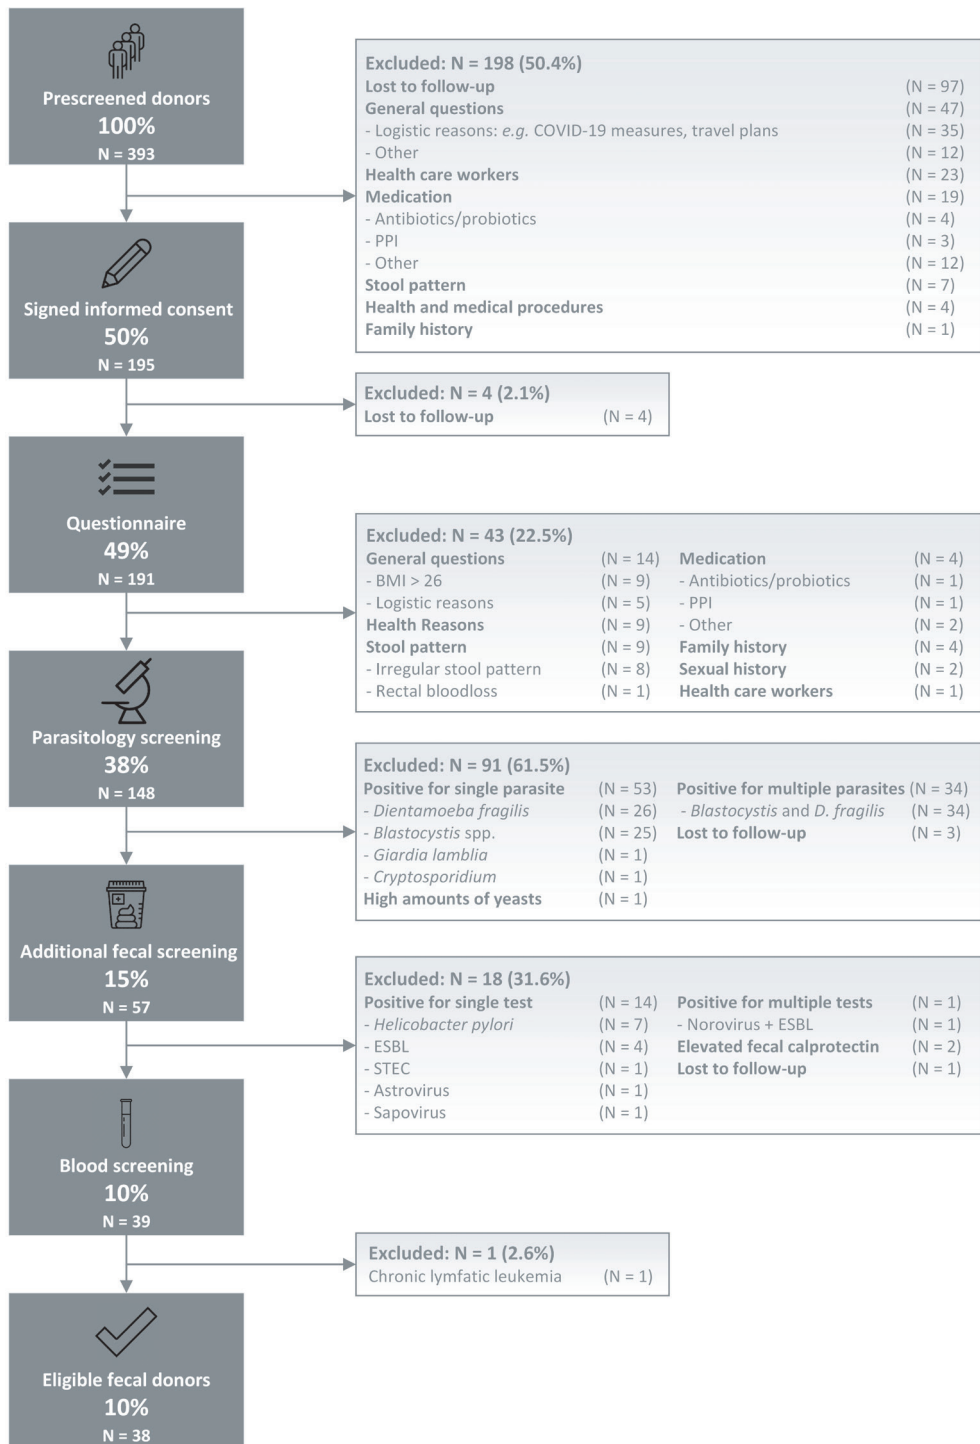 Prescreened donors
100%
N = 393
Excluded: N = 198 (50.4%)
Lost to follow-up (N = 97)
General questions (N = 47)
- Logistic reasons: e.g. COVID-19 measures, travel plans (N = 35)
- Other (N = 12)
Health care workers (N = 23)
Medication (N = 19)
- Antibiotics/probiotics (N = 4)
- PPI (N = 3)
- Other (N = 12)
Stool pattern (N = 7)
Health and medical procedures (N = 4)
Family history (N = 1)
Signed informed consent
50%
N = 195
Excluded: N = 4 (2.1%)
Lost to follow-up (N = 4)
Questionnaire
49%
N = 191
Excluded: N = 43 (22.5%)
General questions (N = 14) Medication (N = 4)
- BMI > 26 (N = 9) - Antibiotics/probiotics (N = 1)
- Logistic reasons (N = 5) - PPI (N = 1)
Health Reasons (N = 9) - Other (N = 2)
Stool pattern (N = 9) Family history (N = 4)
- Irregular stool pattern (N = 8) Sexual history (N = 2)
- Rectal bloodloss (N = 1) Health care workers (N = 1)
Parasitology screening
38%
N = 148
Excluded: N = 91 (61.5%)
Positive for single parasite (N = 53) Positive for multiple parasites (N = 34)
- Dientamoeba fragilis (N = 26) - Blastocystis and D. fragilis (N = 34)
- Blastocystis spp. (N = 25) Lost to follow-up (N = 3)
- Giardia lamblia (N = 1)
- Cryptosporidium (N = 1)
High amounts of yeasts (N = 1)
Additional fecal screening
15%
N = 57
Excluded: N = 18 (31.6%)
Positive for single test (N = 14) Positive for multiple tests (N = 1)
- Helicobacter pylori (N = 7) - Norovirus + ESBL (N = 1)
- ESBL (N = 4) Elevated fecal calprotectin (N = 2)
- STEC (N = 1) Lost to follow-up (N = 1)
- Astrovirus (N = 1)
- Sapovirus (N = 1)
Blood screening
10%
N = 39
Excluded: N = 1 (2.6%)
Chronic lymfatic leukemia (N = 1)
Eligible fecal donors
10%
N = 38